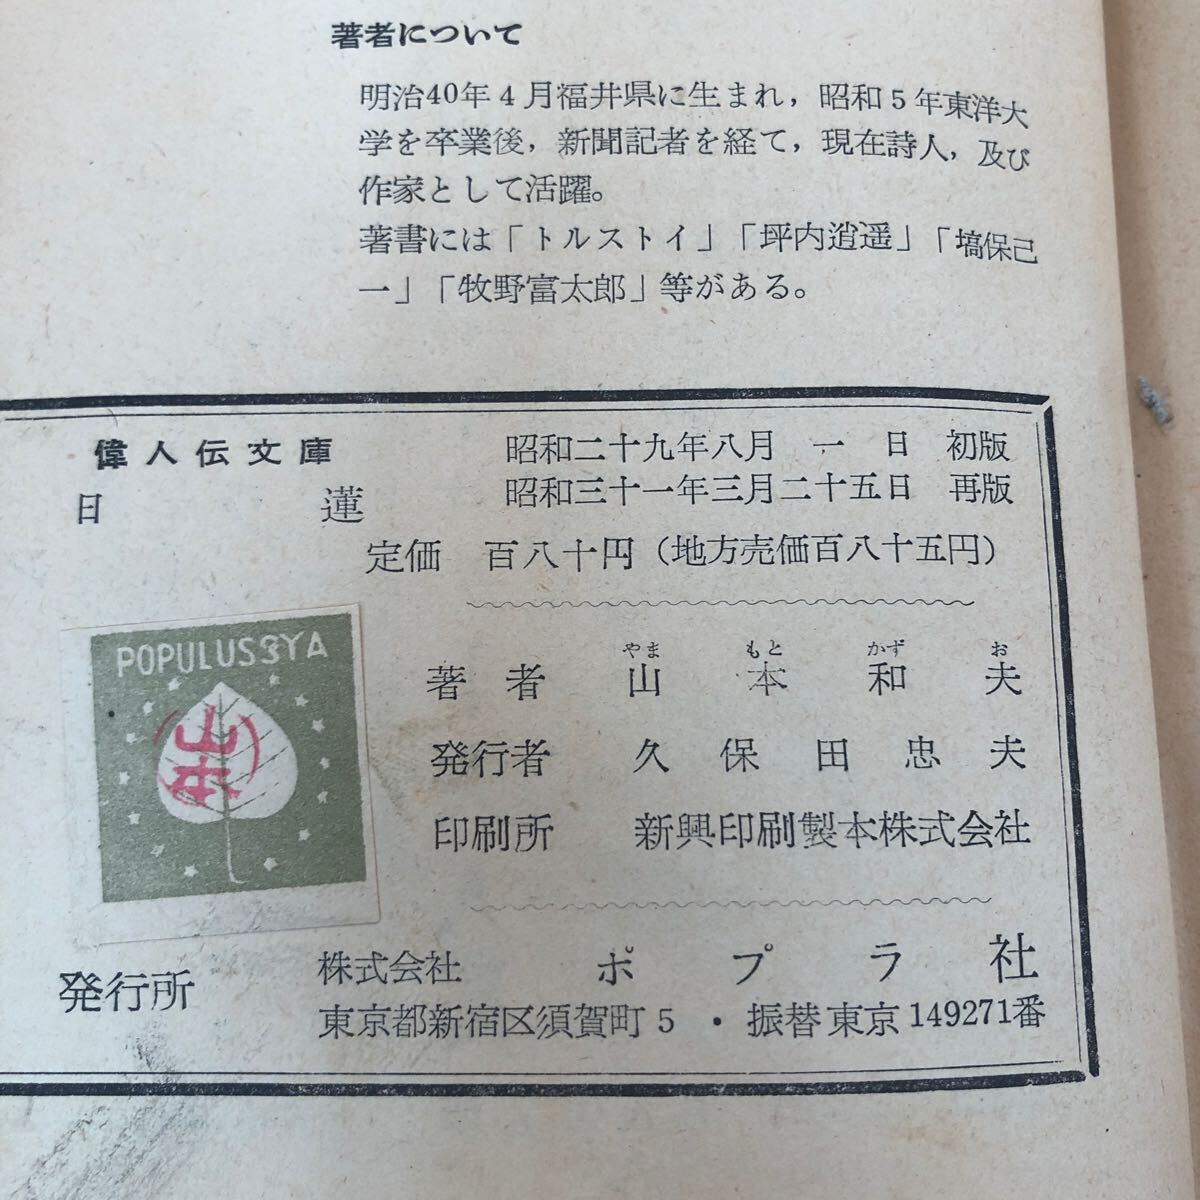 著者について
明治40年4月福井県に生まれ，昭和5年東洋大
学を卒業後，新聞記者を経て，現在詩人，及び
作家として活躍。
著書には「トルストイ」「坪内逍遥」「塙保己
一」「牧野富太郎」等がある。
偉人伝文庫
日蓮
昭和二十九年八月一日 初版
昭和三十一年三月二十五日 再版
定価 百八十円（地方売価百八十五円）
POPULUSSYA
山本
やま もと かず お
著者 山本和夫
発行者 久保田忠夫
印刷所 新興印刷製本株式会社
発行所 株式会社 ポプラ社
東京都新宿区須賀町5・振替東京149271番